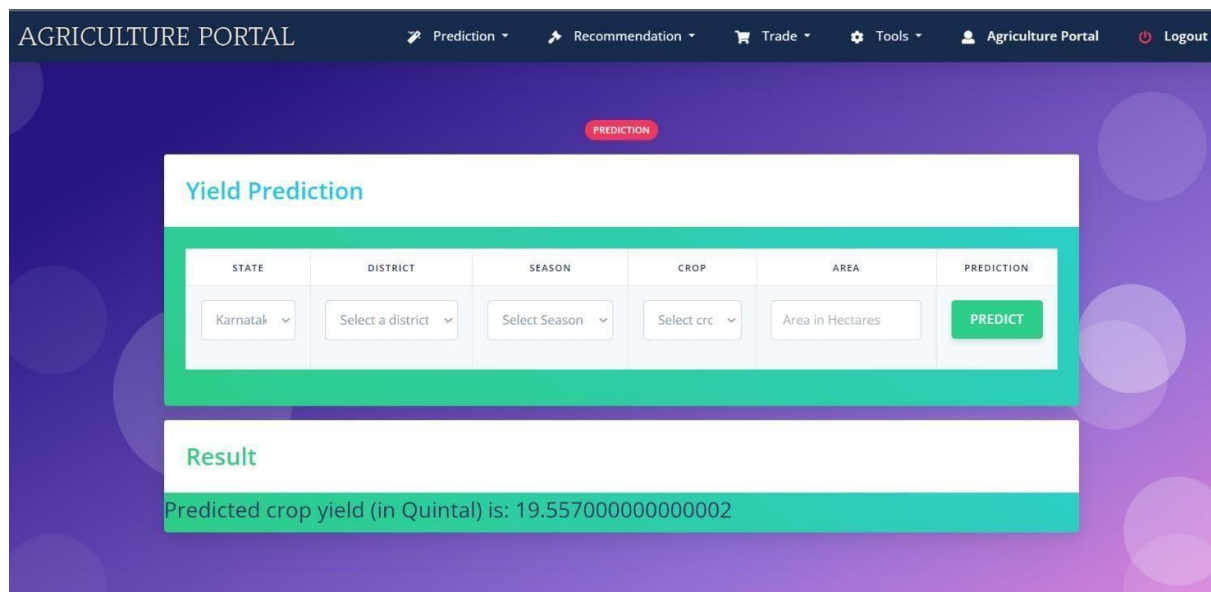 AGRICULTURE PORTAL Prediction Recommendation Trade Tools Agriculture Portal Logout
PREDICTION
Yield Prediction
STATE DISTRICT SEASON CROP AREA PREDICTION
Karnatak Select a district Select Season Select crc Area in Hectares PREDICT
Result
Predicted crop yield (in Quintal) is: 19.557000000000002